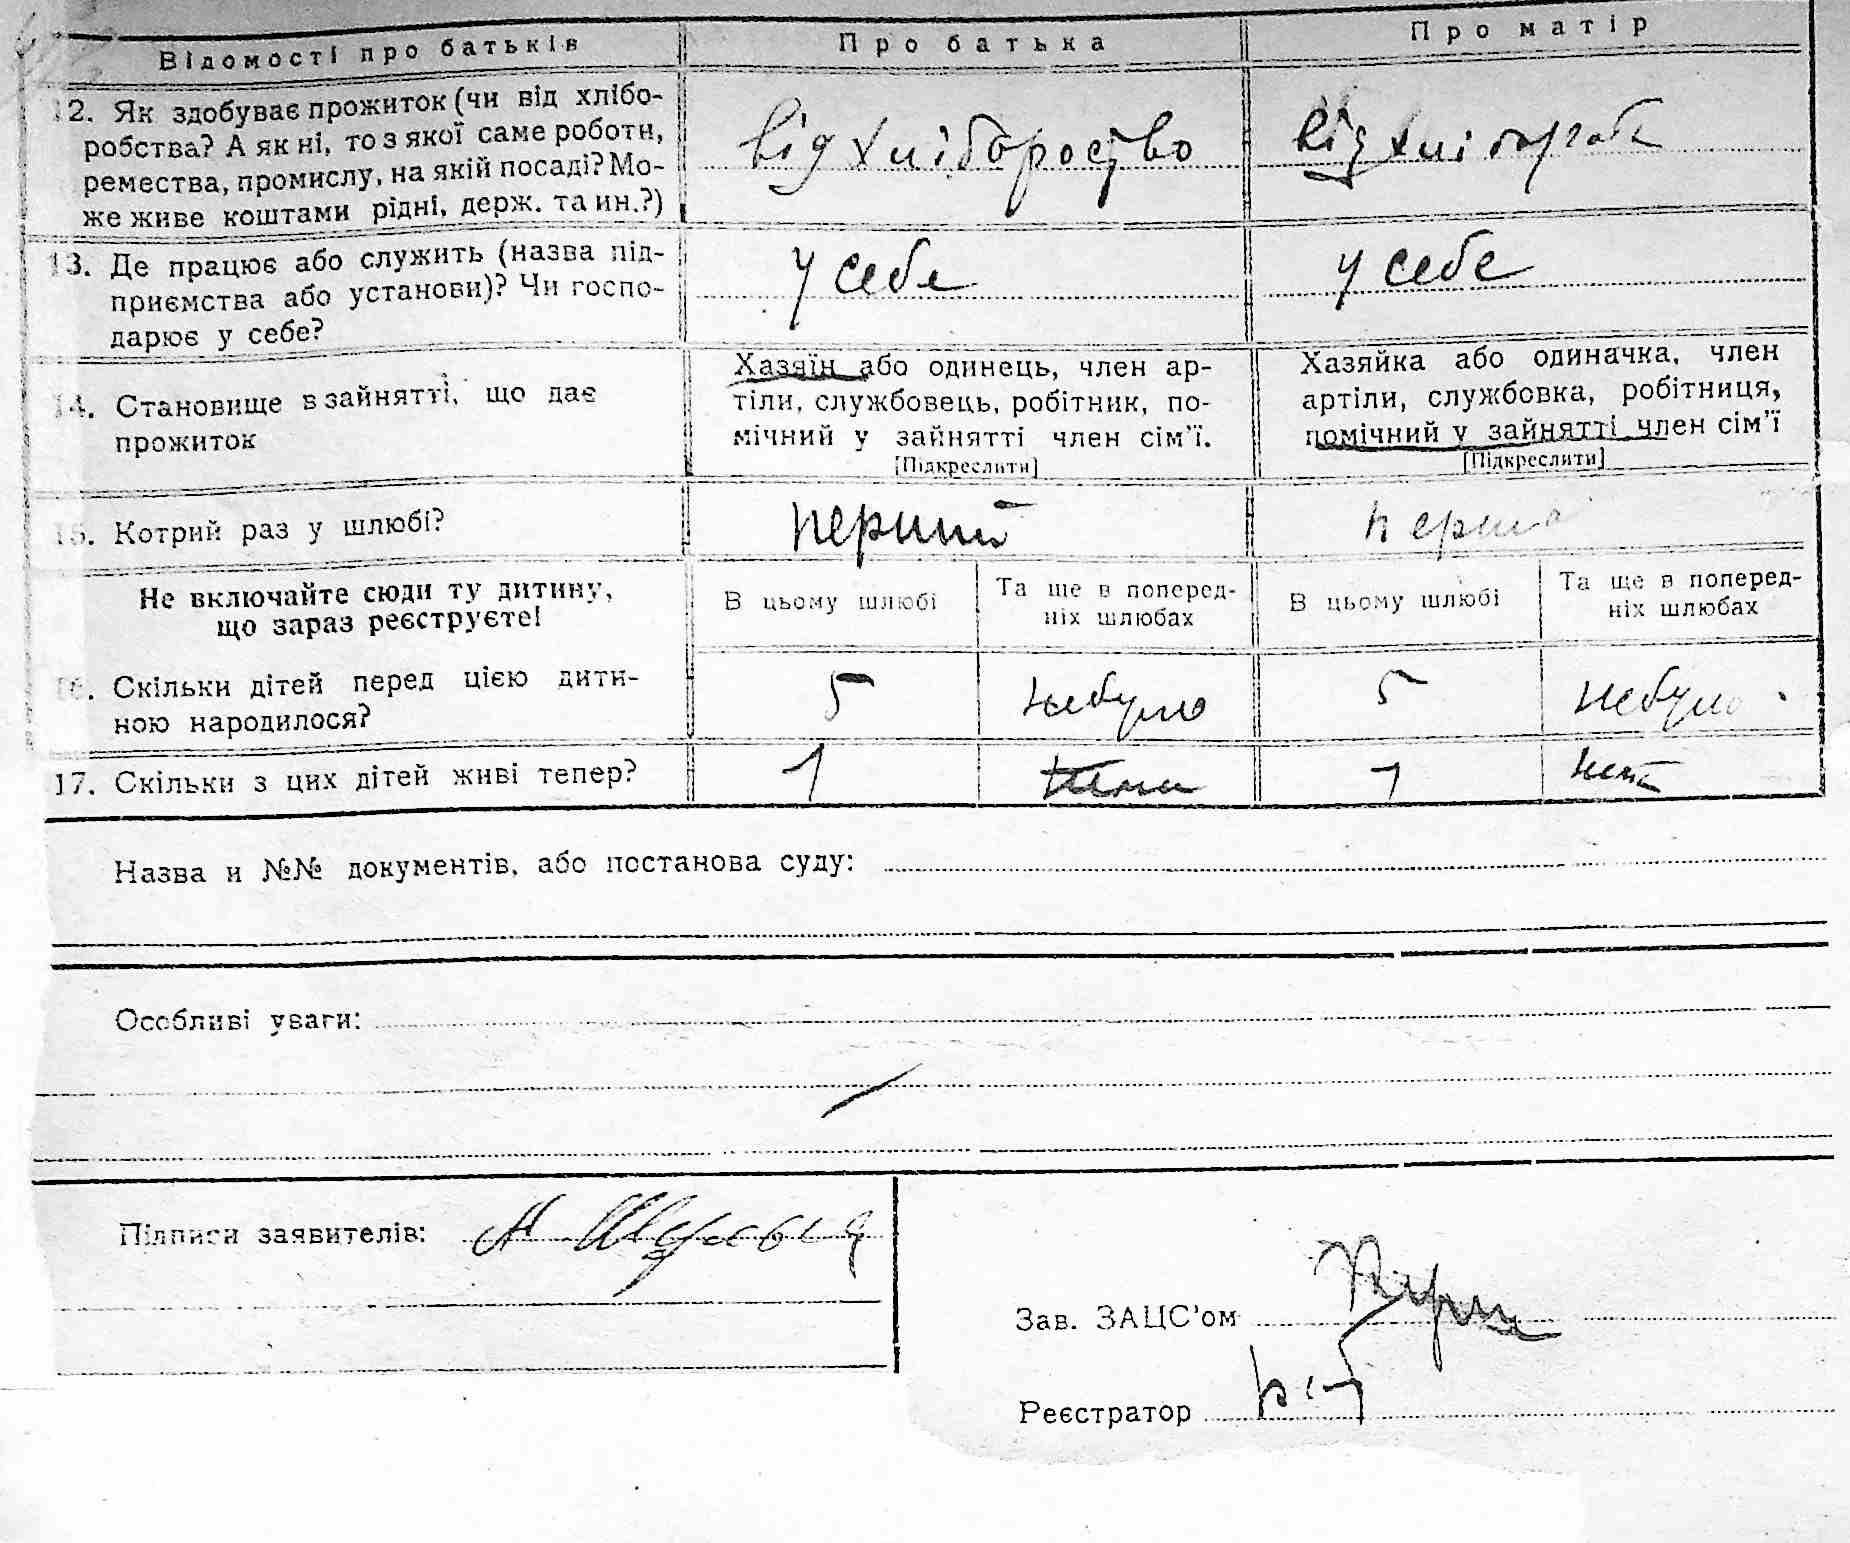 Відомості про батьків
Про батька
Про матір
12. Як здобуває прожиток (чи від хлібо-
робства? А як ні, то з якої саме роботи,
ремества, промислу, на якій посаді? Мо-
же живе коштами рідні, держ. та ин.?)
від хліборо
від
13. Де працює або служить (назва під-
приємства або установи)? Чи госпо-
дарює у себе?
у себе
у себе
14. Становище в зайнятті, що дає
прожиток
Хазяїн або одинець, член ар-
тіли, службовець, робітник, по-
мічний у зайнятті член сім'ї.
[Підкреслити]
Хазяйка або одиначка, член
артіли, службовка, робітниця,
помічний у зайнятті член сім'ї
[Підкреслити]
15. Котрий раз у шлюбі?
перший
Не включайте сюди ту дитину,
що зараз реєструєте!
В цьому шлюбі
Та ще в поперед-
ніх шлюбах
В цьому шлюбі
Та ще в поперед-
ніх шлюбах
16. Скільки дітей перед цією дити-
ною народилося?
5
небуло
5
небуло
17. Скільки з цих дітей живі тепер?
1
1
Назва и №№ документів, або постанова суду:
Особливі уваги:
Підписи заявителів:
Зав. ЗАЦС'ом
Реєстратор